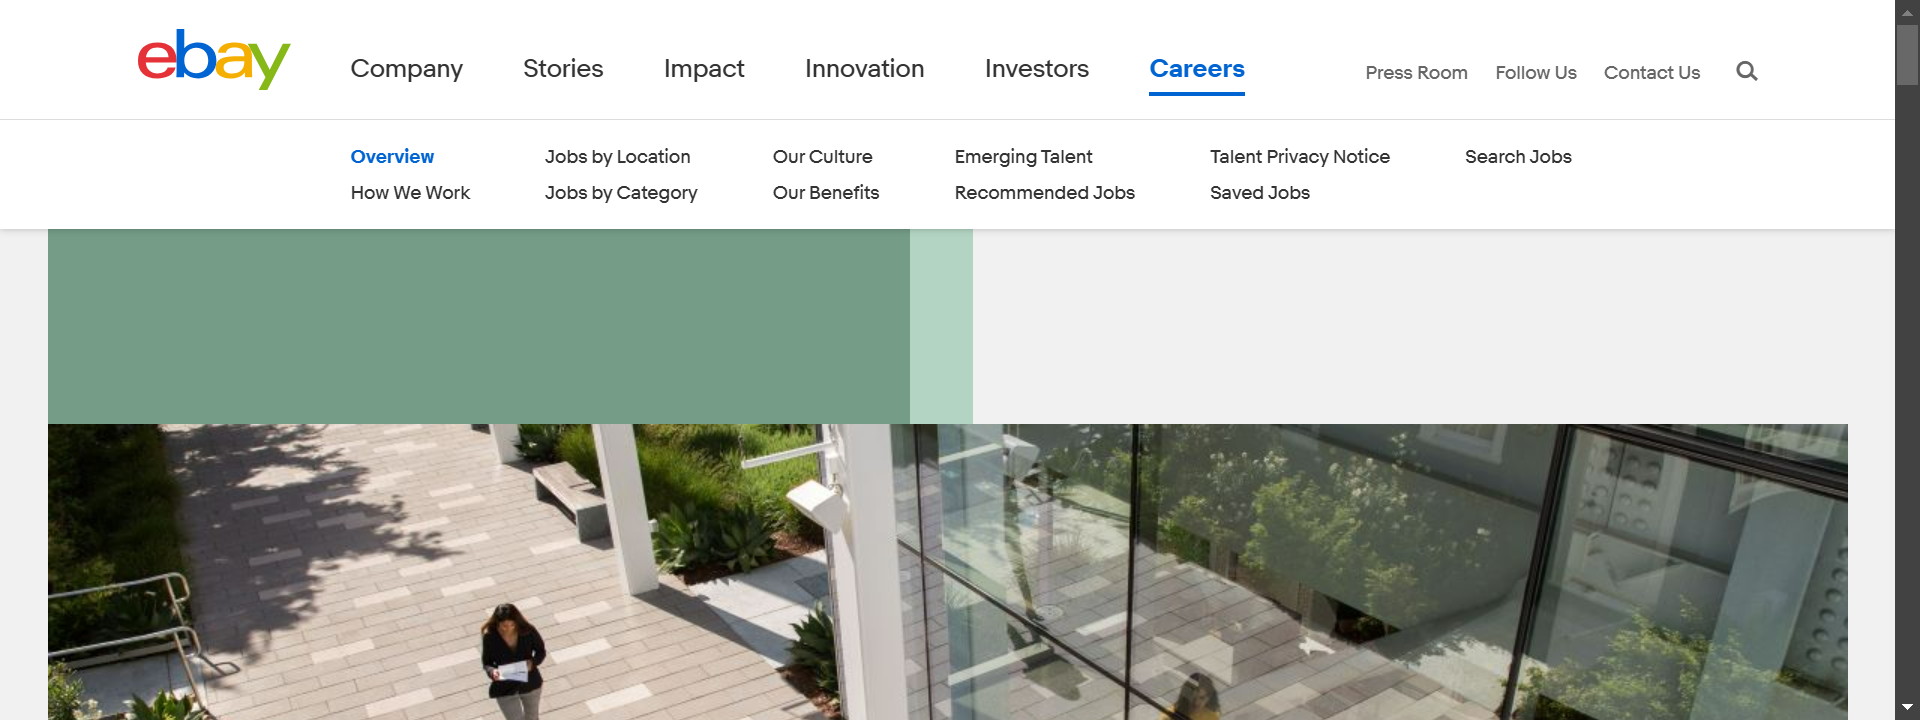 ebay Company Stories Impact Innovation Investors Careers Press Room Follow Us Contact Us
Overview Jobs by Location Our Culture Emerging Talent Talent Privacy Notice Search Jobs
How We Work Jobs by Category Our Benefits Recommended Jobs Saved Jobs